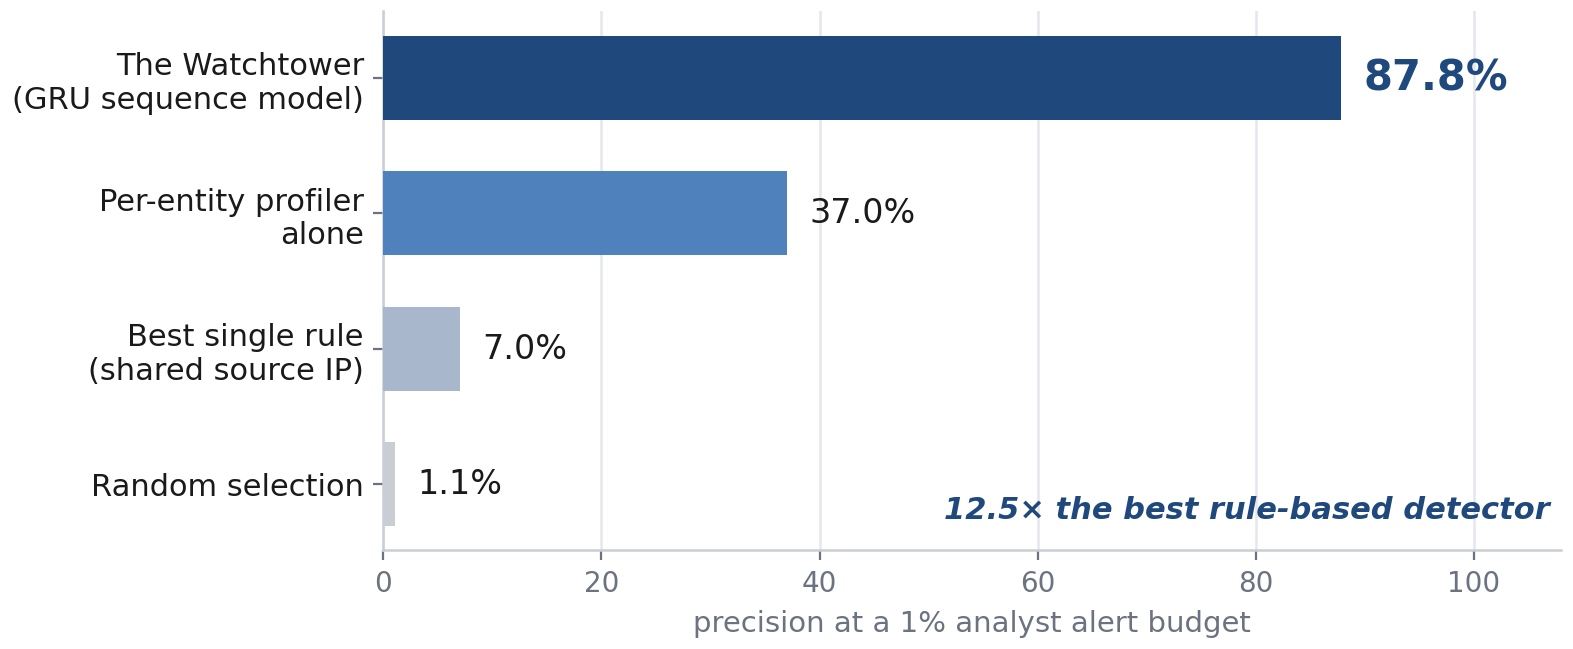 The Watchtower
(GRU sequence model)
87.8%
Per-entity profiler
alone
37.0%
Best single rule
(shared source IP)
7.0%
Random selection
1.1%
12.5× the best rule-based detector
0 20 40 60 80 100
precision at a 1% analyst alert budget